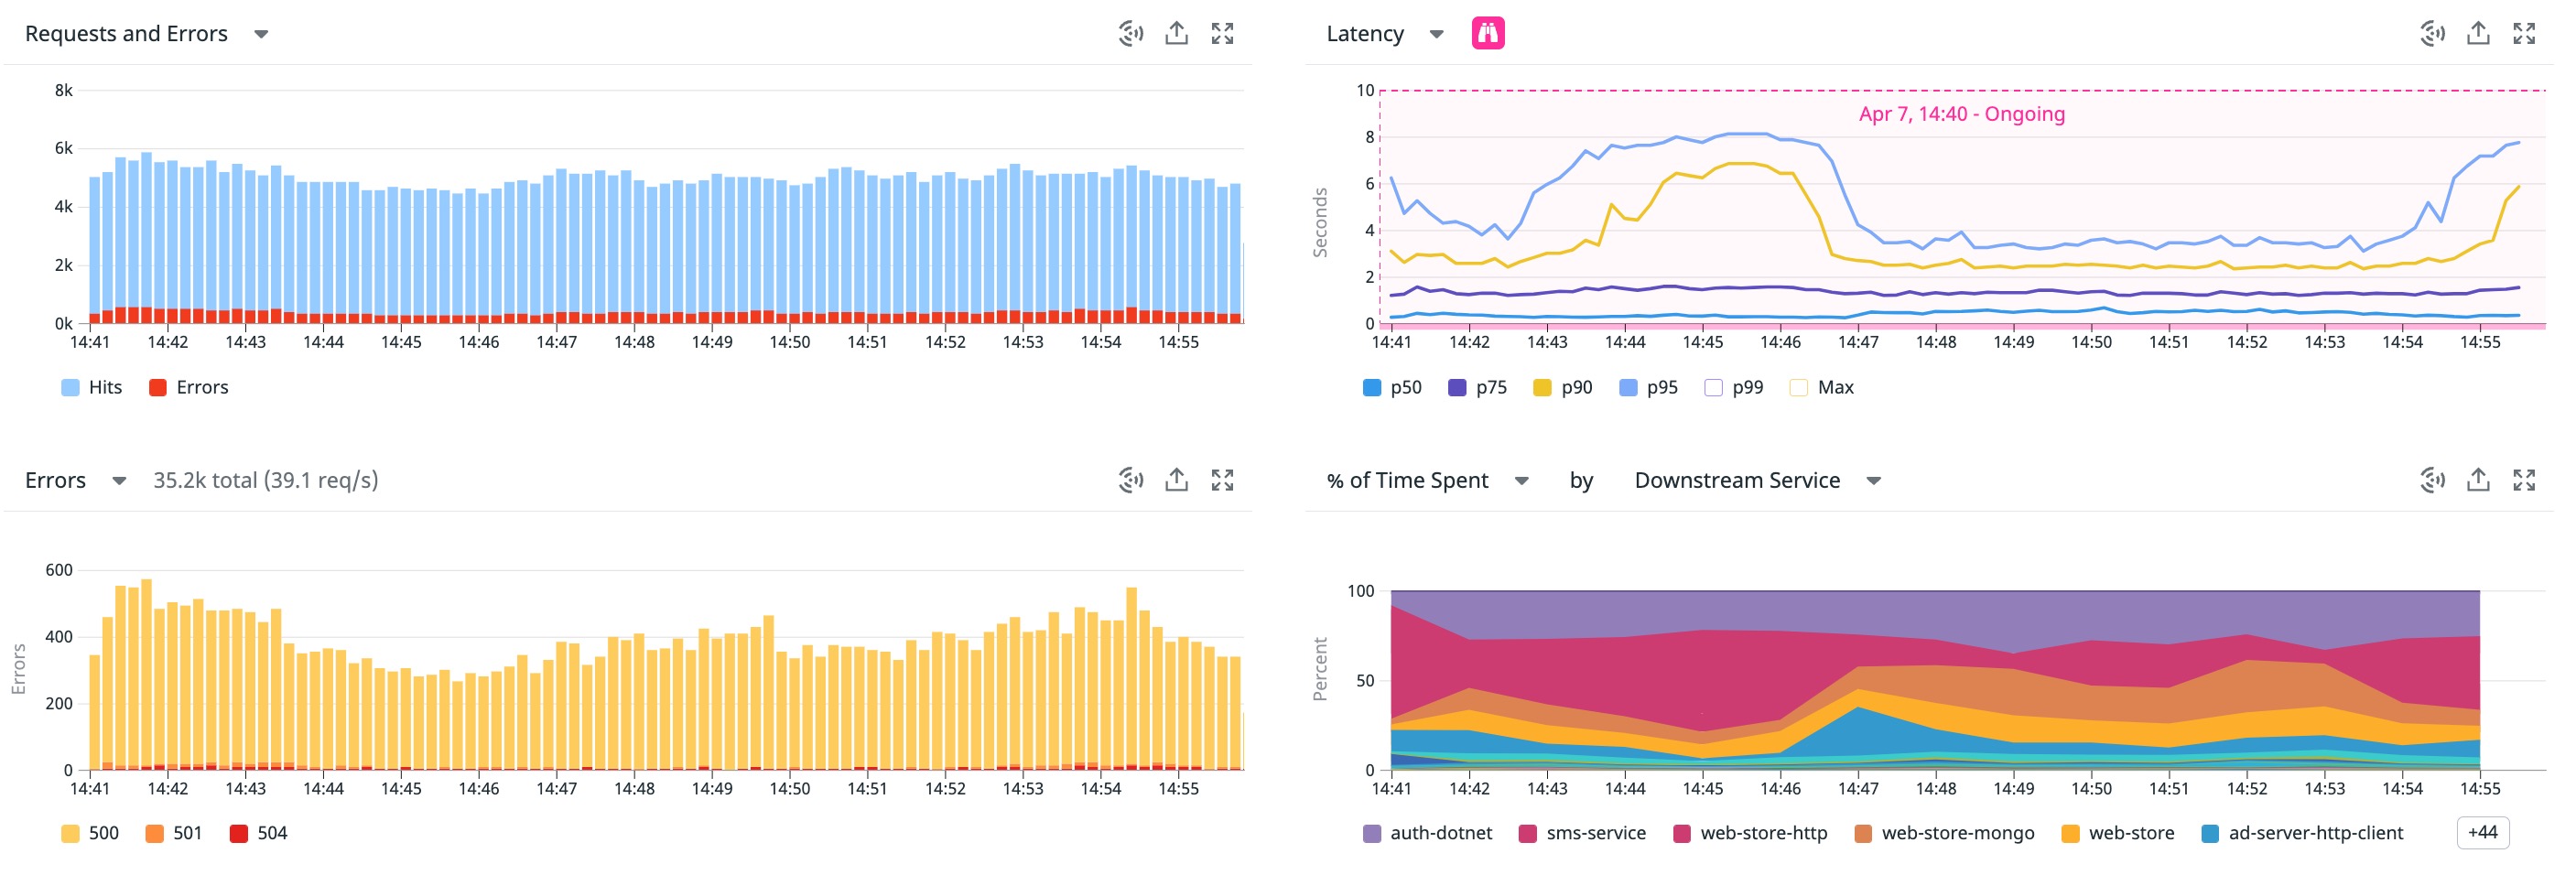 Requests and Errors
8k
6k
4k
2k
0k
14:41 14:42 14:43 14:44 14:45 14:46 14:47 14:48 14:49 14:50 14:51 14:52 14:53 14:54 14:55
Hits Errors
Latency
Apr 7, 14:40 - Ongoing
Seconds
10
8
6
4
2
0
14:41 14:42 14:43 14:44 14:45 14:46 14:47 14:48 14:49 14:50 14:51 14:52 14:53 14:54 14:55
p50 p75 p90 p95 p99 Max
Errors 35.2k total (39.1 req/s)
Errors
600
400
200
0
14:41 14:42 14:43 14:44 14:45 14:46 14:47 14:48 14:49 14:50 14:51 14:52 14:53 14:54 14:55
500 501 504
% of Time Spent by Downstream Service
Percent
100
50
0
14:41 14:42 14:43 14:44 14:45 14:46 14:47 14:48 14:49 14:50 14:51 14:52 14:53 14:54 14:55
auth-dotnet sms-service web-store-http web-store-mongo web-store ad-server-http-client +44